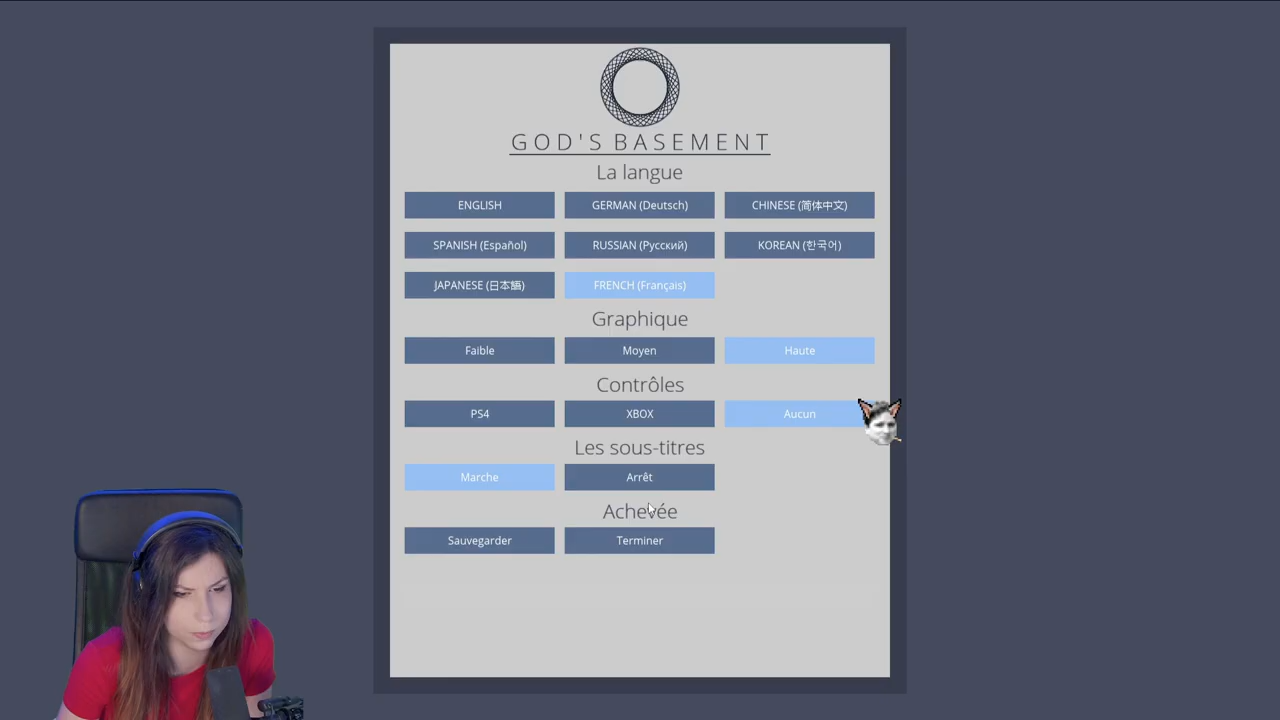 GOD'S BASEMENT
La langue
ENGLISH
GERMAN (Deutsch)
CHINESE (简体中文)
SPANISH (Español)
RUSSIAN (Русский)
KOREAN (한국어)
JAPANESE (日本語)
FRENCH (Français)
Graphique
Faible
Moyen
Haute
Contrôles
PS4
XBOX
Aucun
Les sous-titres
Marche
Arrêt
Achevée
Sauvegarder
Terminer